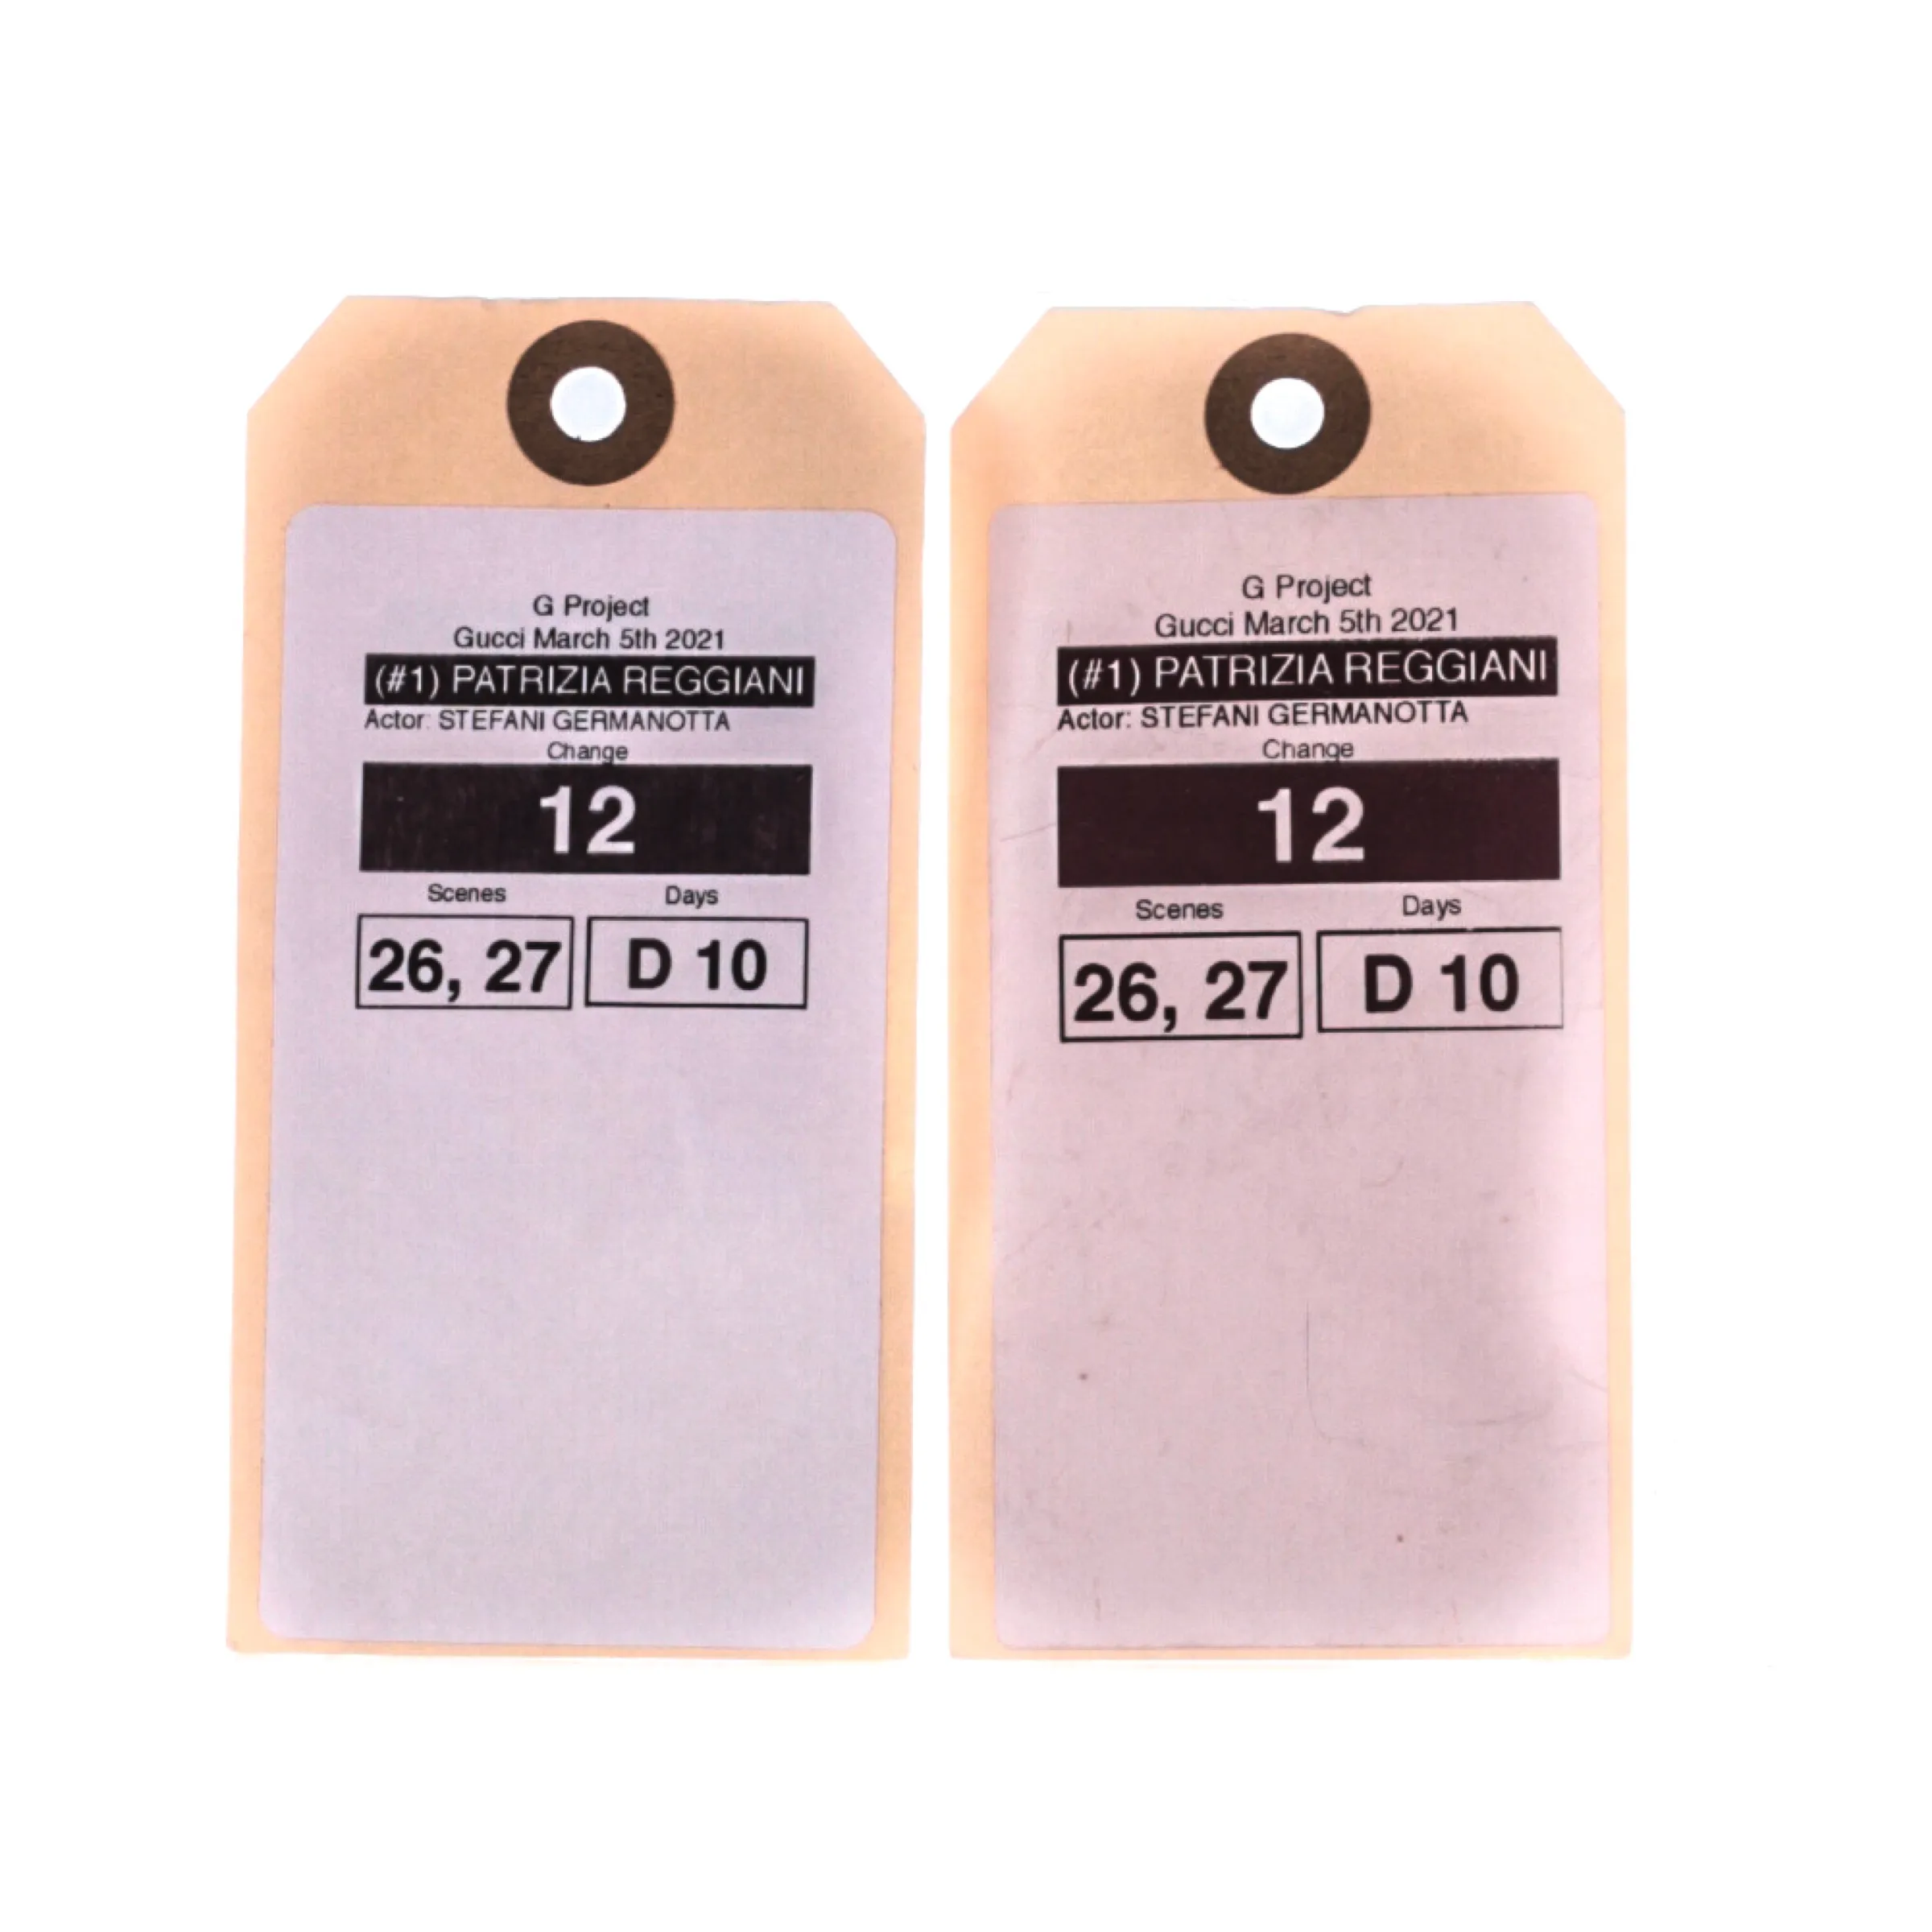 G Project
Gucci March 5th 2021
(#1) PATRIZIA REGGIANI
Actor: STEFANI GERMANOTTA
Change
12
Scenes Days
26, 27 D 10
G Project
Gucci March 5th 2021
(#1) PATRIZIA REGGIANI
Actor: STEFANI GERMANOTTA
Change
12
Scenes Days
26, 27 D 10